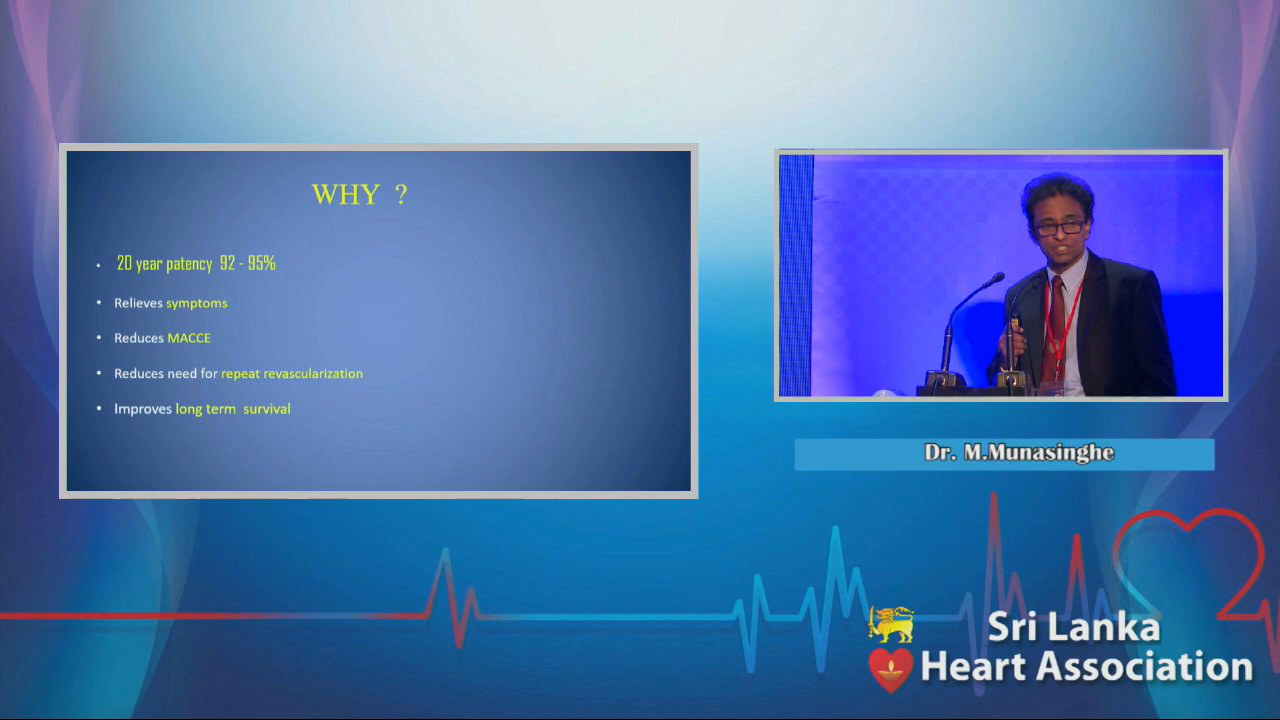 WHY ?
• 20 year patency 92 - 95%
• Relieves symptoms
• Reduces MACCE
• Reduces need for repeat revascularization
• Improves long term survival
Dr. M.Munasinghe
Sri Lanka
Heart Association